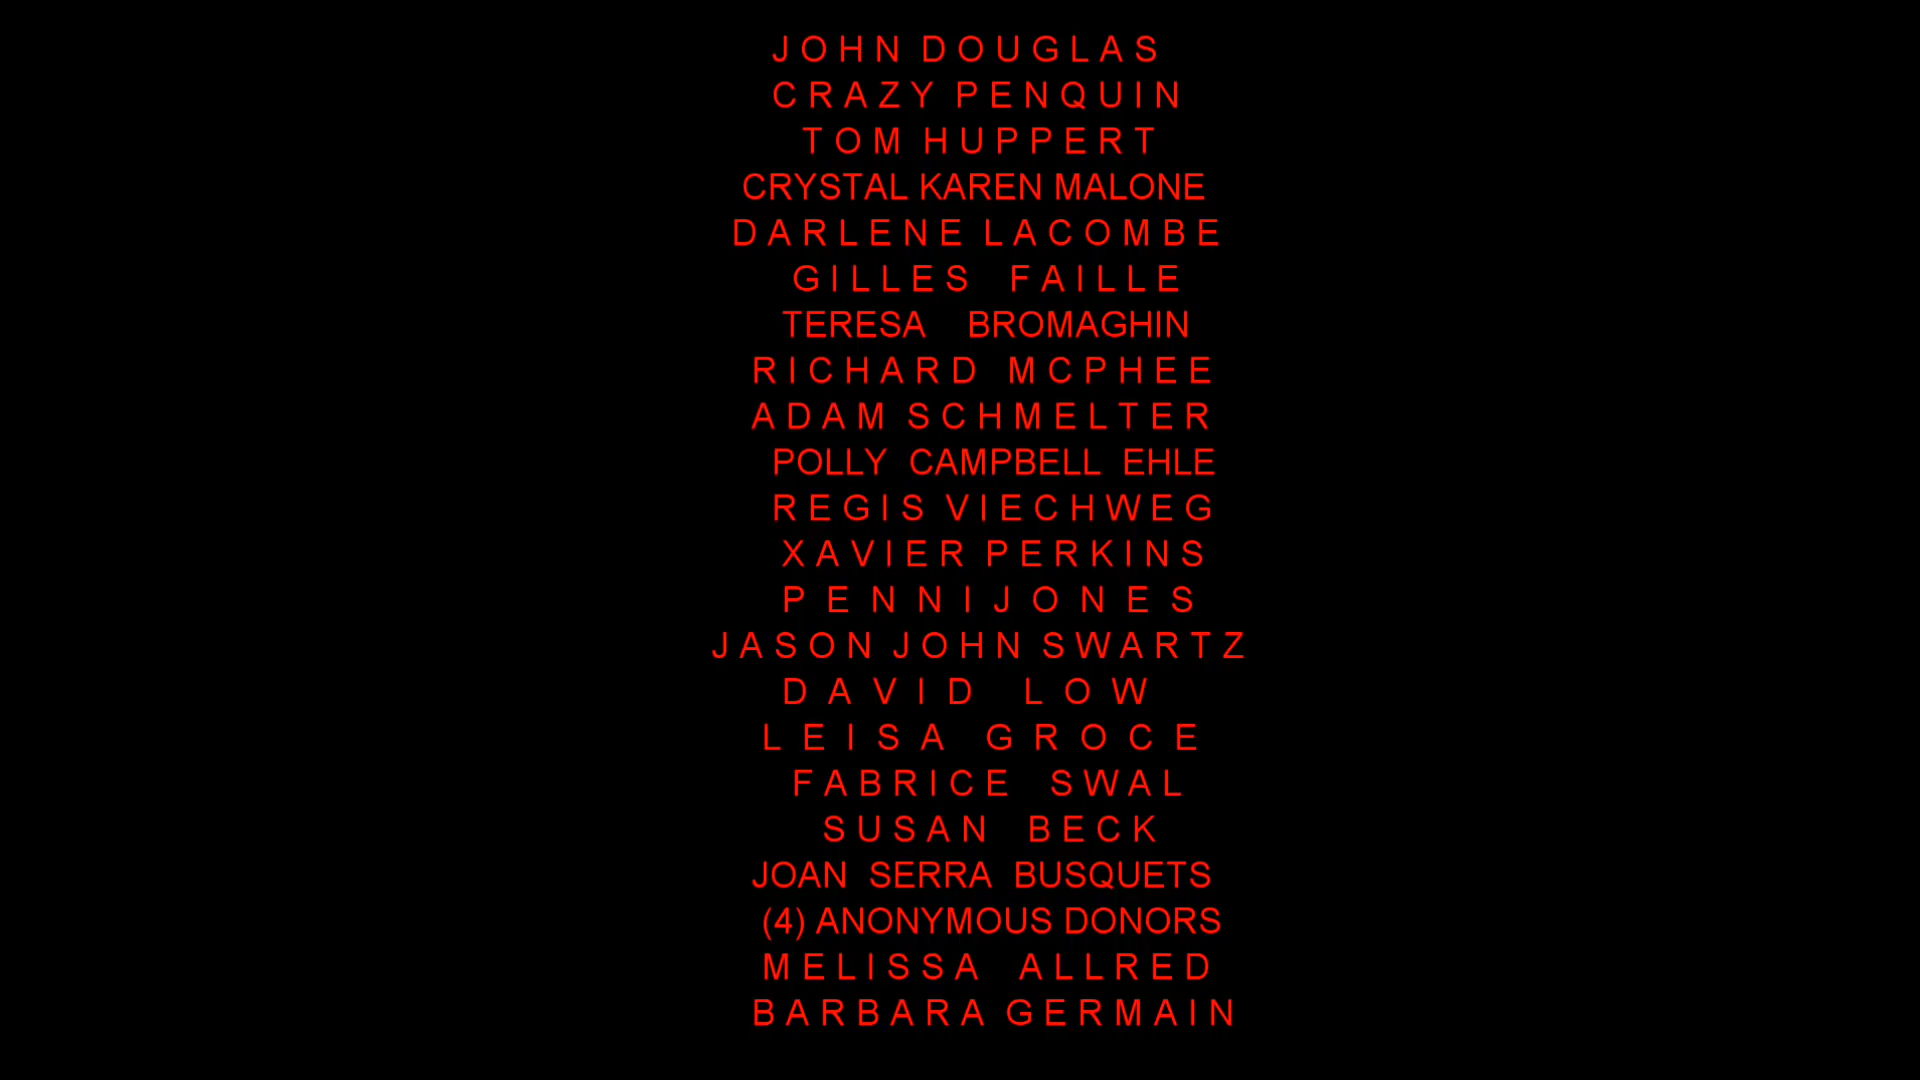 JOHN DOUGLAS
CRAZY PENQUIN
TOM HUPPERT
CRYSTAL KAREN MALONE
DARLENE LACOMBE
GILLES FAILLE
TERESA BROMAGHIN
RICHARD MCPHEE
ADAM SCHMELTER
POLLY CAMPBELL EHLE
REGIS VIECHWEG
XAVIER PERKINS
PENNIJONES
JASON JOHN SWARTZ
DAVID LOW
LEISA GROCE
FABRICE SWAL
SUSAN BECK
JOAN SERRA BUSQUETS
(4) ANONYMOUS DONORS
MELISSA ALLRED
BARBARA GERMAIN